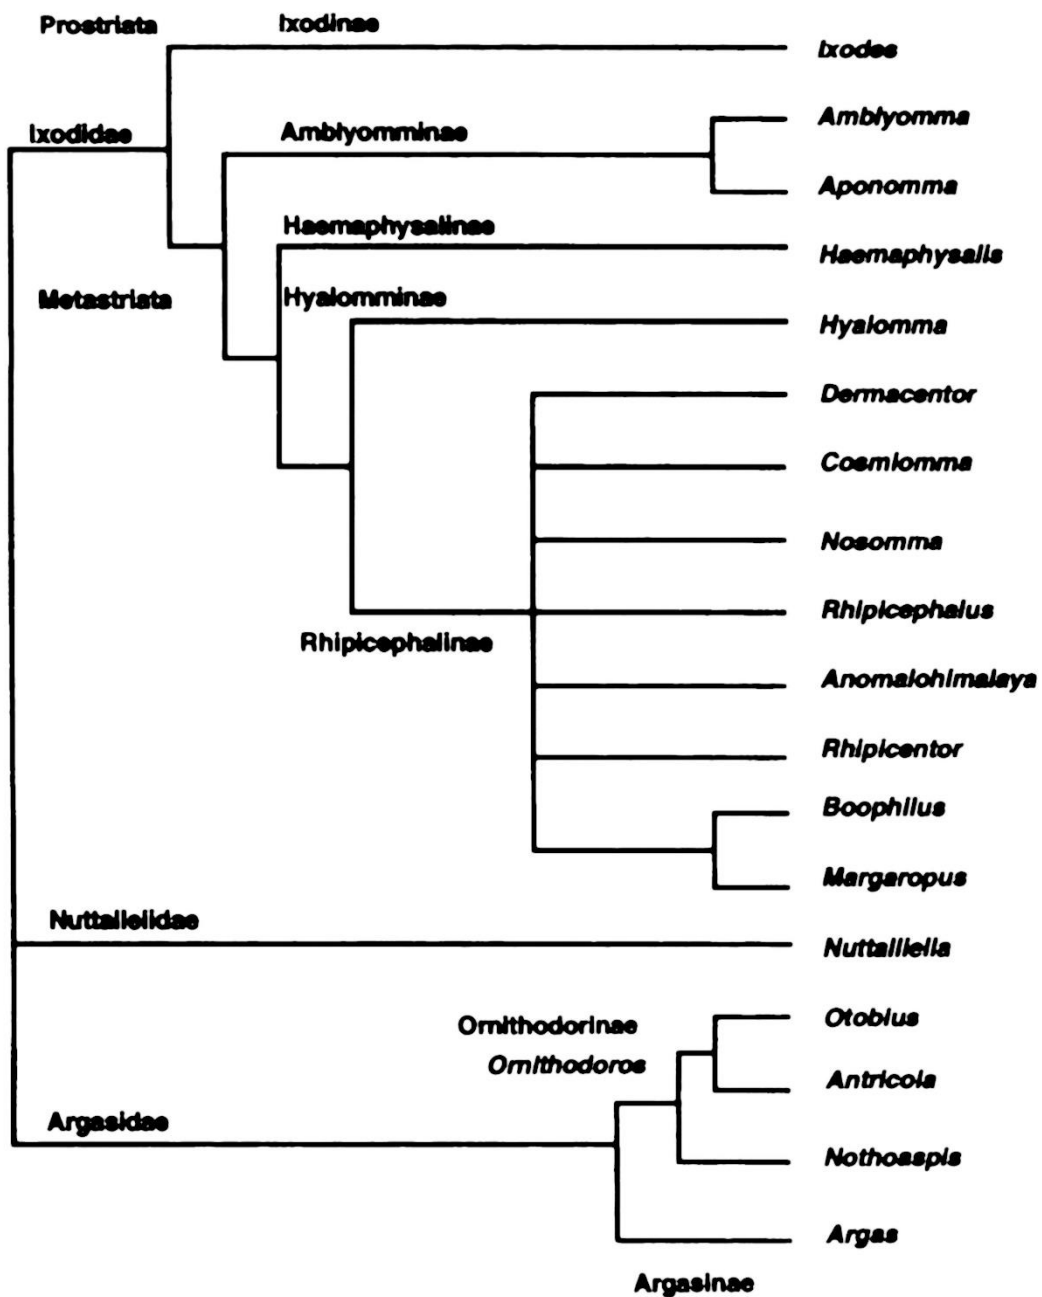 Prostriata
Ixodinae
Ixodes
Ixodidae
Amblyomminae
Amblyomma
Aponomma
Haemaphysalinae
Haemaphysalis
Metastriata
Hyalomminae
Hyalomma
Dermacentor
Cosmiomma
Nosomma
Rhipicephalus
Rhipicephalinae
Anomalohimalaya
Rhipicentor
Boophilus
Margaropus
Nuttallielidae
Nuttalliella
Otobius
Ornithodorinae
Ornithodoros
Antricola
Argasidae
Nothoaspis
Argas
Argasinae